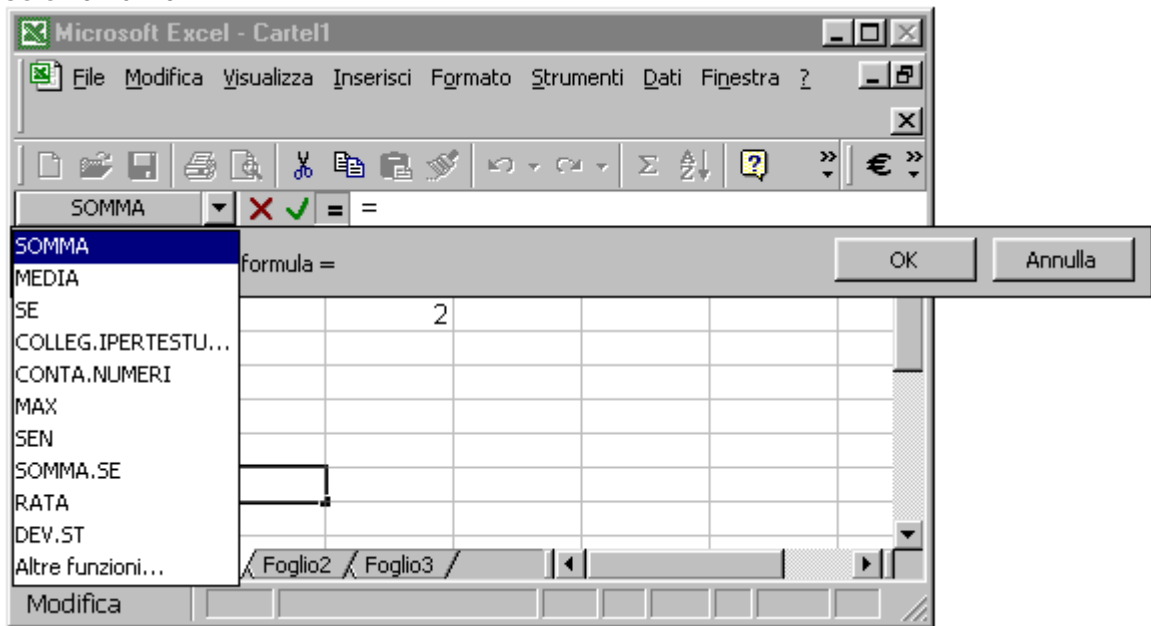 Microsoft Excel - Cartel1
File Modifica Visualizza Inserisci Formato Strumenti Dati Finestra ?
SOMMA = =
SOMMA
MEDIA
SE
COLLEG.IPERTESTU...
CONTA.NUMERI
MAX
SEN
SOMMA.SE
RATA
DEV.ST
Altre funzioni...
formula =
OK Annulla
2
Foglio2 Foglio3
Modifica